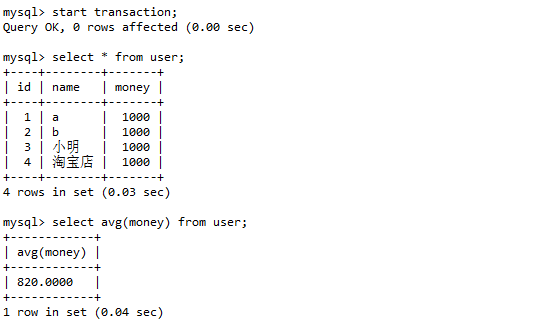 mysql> start transaction;
Query OK, 0 rows affected (0.00 sec)
mysql> select * from user;
+----+--------+-------+
| id | name   | money |
+----+--------+-------+
|  1 | a      |  1000 |
|  2 | b      |  1000 |
|  3 | 小明   |  1000 |
|  4 | 淘宝店 |  1000 |
+----+--------+-------+
4 rows in set (0.03 sec)
mysql> select avg(money) from user;
+------------+
| avg(money) |
+------------+
| 820.0000   |
+------------+
1 row in set (0.04 sec)